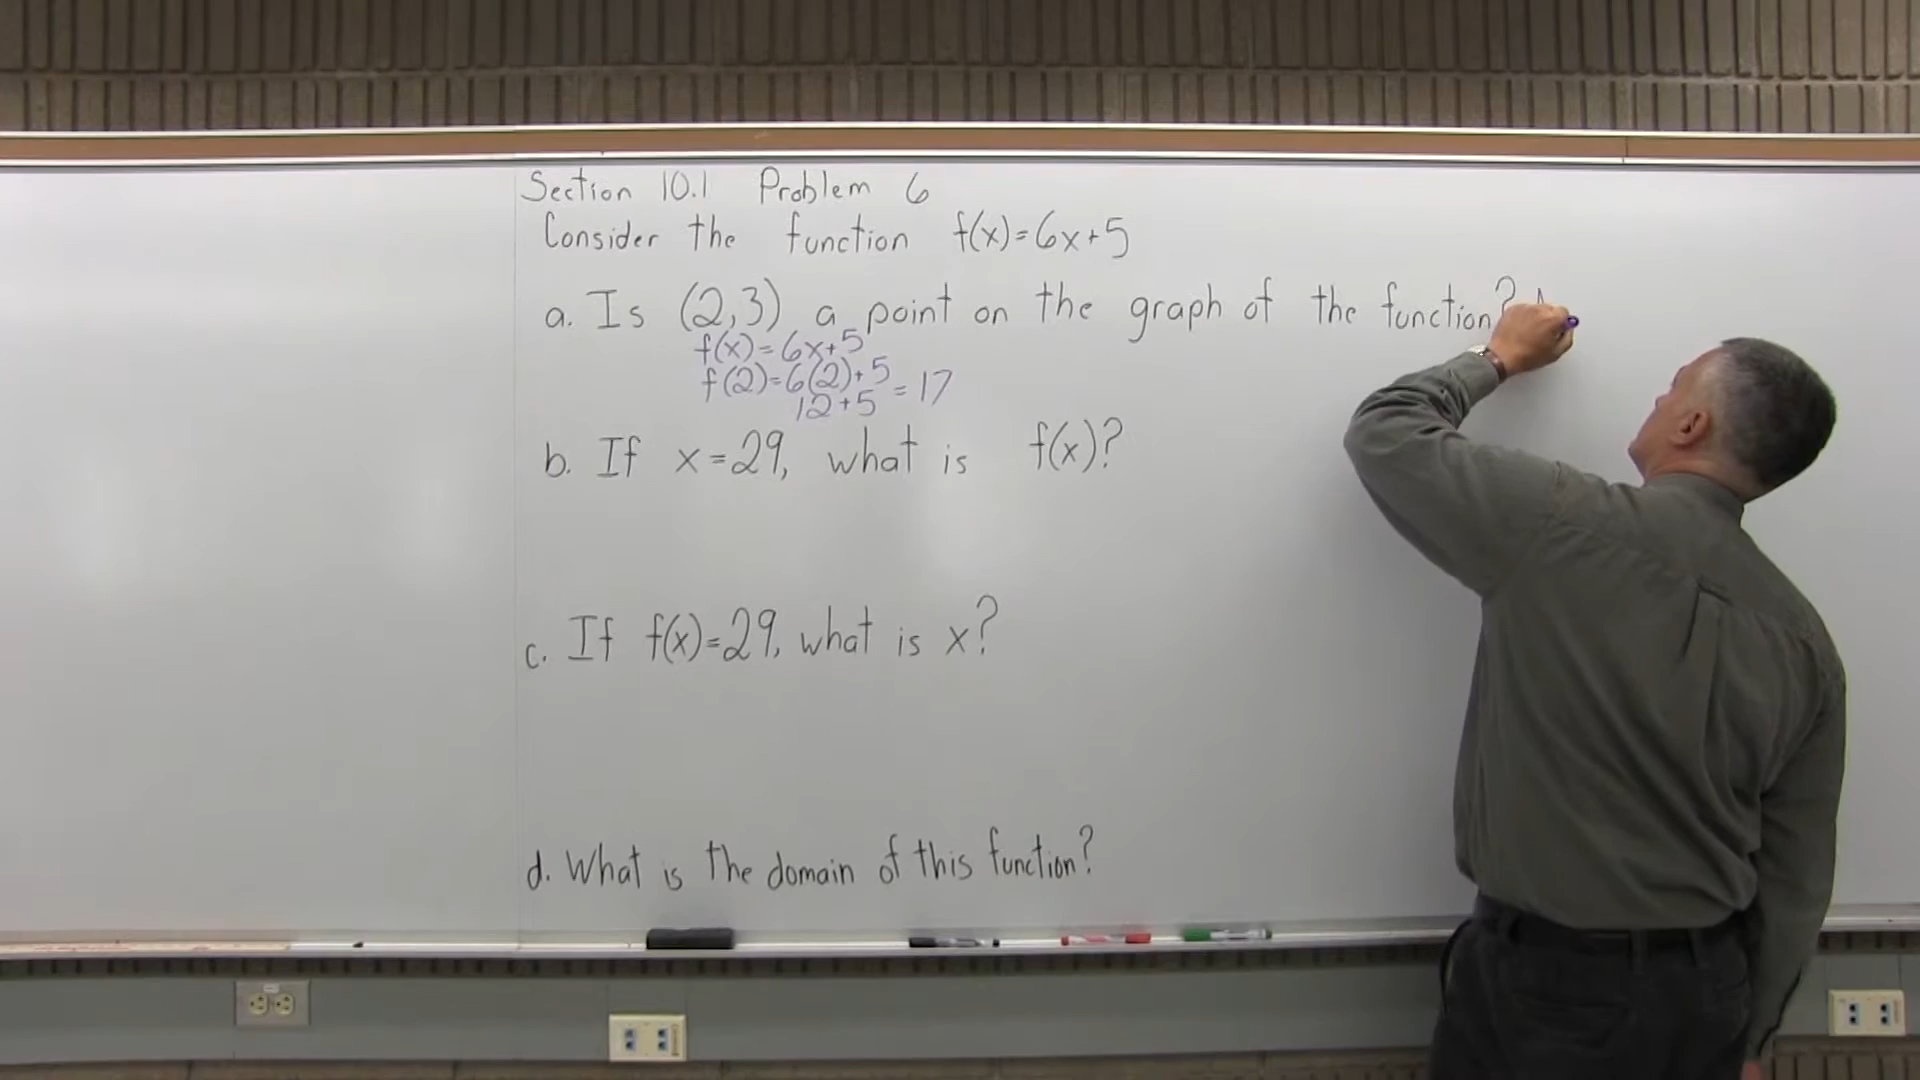 Section 10.1 Problem 6
Consider the function f(x)=6x+5
a. Is (2,3) a point on the graph of the function?
f(x)=6x+5
f(2)=6(2)+5 = 17
12+5
b. If x=29, what is f(x)?
c. If f(x)=29, what is x?
d. What is the domain of this function?